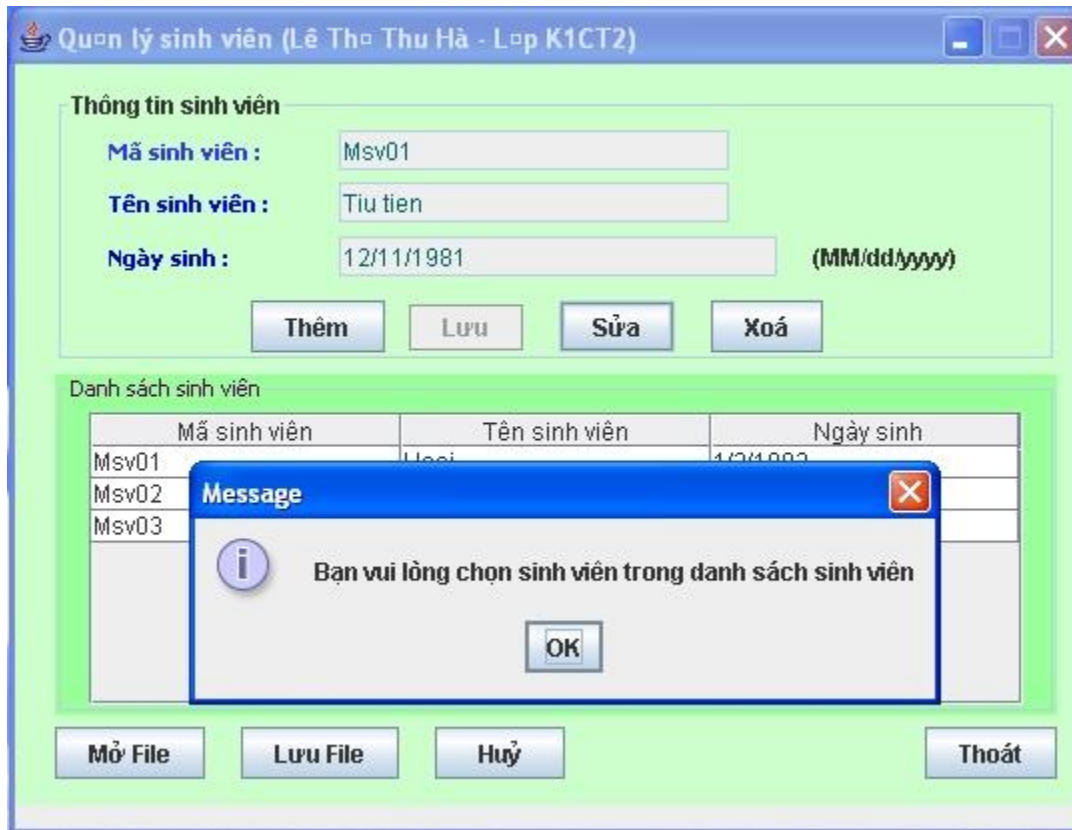 Qu¤n lý sinh viên (Lê Th¤ Thu Hà - L¤p K1CT2)
Thông tin sinh viên
Mã sinh viên : Msv01
Tên sinh viên : Tiu tien
Ngày sinh : 12/11/1981 (MM/dd/yyyy)
Thêm Lưu Sửa Xoá
Danh sách sinh viên
Mã sinh viên Tên sinh viên Ngày sinh
Msv01
Msv02
Msv03
Message
Bạn vui lòng chọn sinh viên trong danh sách sinh viên
OK
Mở File Lưu File Huỷ Thoát